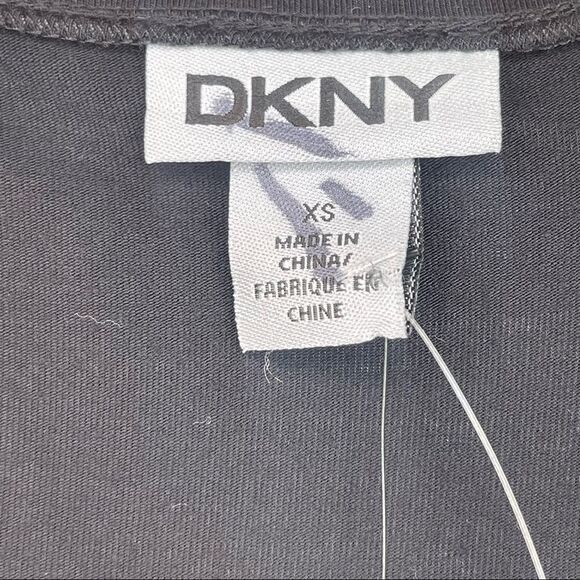 DKNY
XS
MADE IN
CHINA/
FABRIQUE EN
CHINE